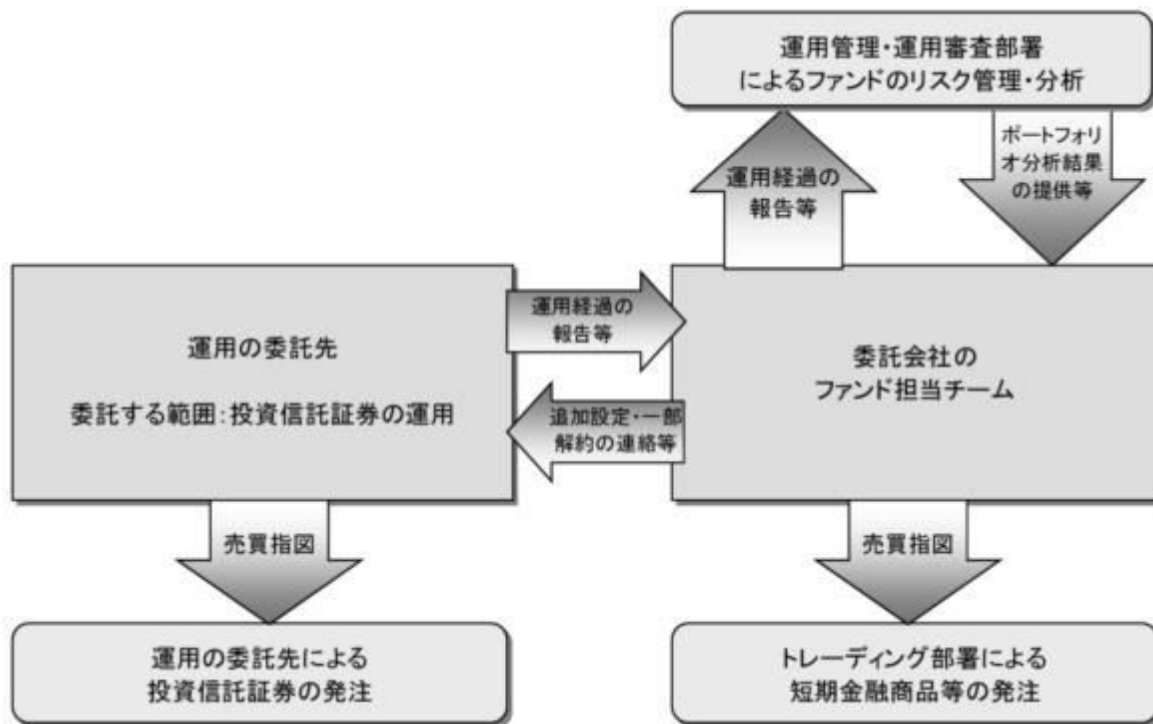 運用管理・運用審査部署
によるファンドのリスク管理・分析
運用経過の
報告等
ポートフォリ
オ分析結果
の提供等
運用の委託先
委託する範囲：投資信託証券の運用
運用経過の
報告等
追加設定・一部
解約の連絡等
委託会社の
ファンド担当チーム
売買指図
売買指図
運用の委託先による
投資信託証券の発注
トレーディング部署による
短期金融商品等の発注